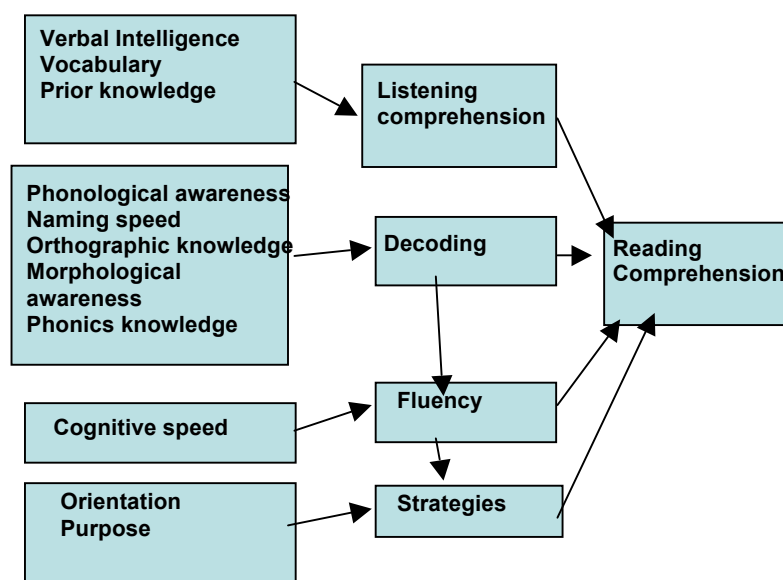 Verbal Intelligence
Vocabulary
Prior knowledge
Listening
comprehension
Phonological awareness
Naming speed
Orthographic knowledge
Morphological
awareness
Phonics knowledge
Decoding
Reading
Comprehension
Cognitive speed
Fluency
Orientation
Purpose
Strategies